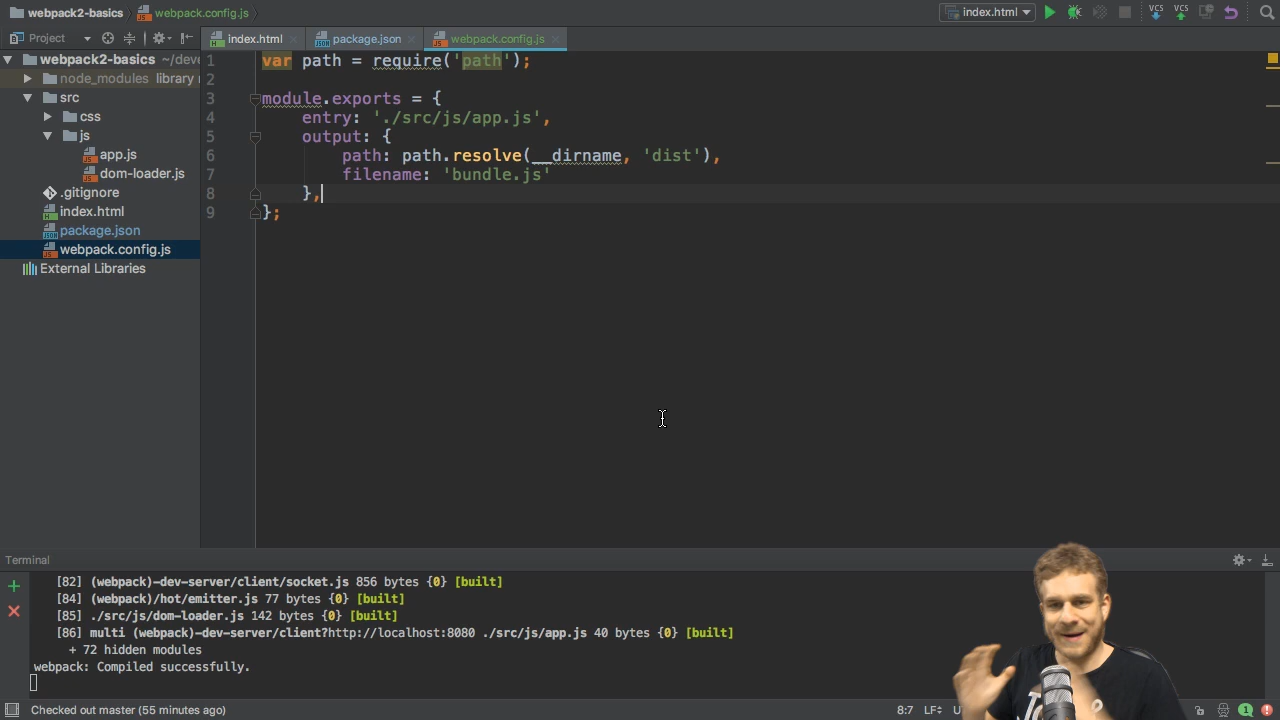 webpack2-basics webpack.config.js index.html VCS VCS
Project index.html package.json webpack.config.js
webpack2-basics ~/dev
node_modules library
src
css
js
app.js
dom-loader.js
.gitignore
index.html
package.json
webpack.config.js
External Libraries
1 var path = require('path');
2
3 module.exports = {
4 entry: './src/js/app.js',
5 output: {
6 path: path.resolve(__dirname, 'dist'),
7 filename: 'bundle.js'
8 },
9 };
Terminal
[82] (webpack)-dev-server/client/socket.js 856 bytes {0} [built]
[84] (webpack)/hot/emitter.js 77 bytes {0} [built]
[85] ./src/js/dom-loader.js 142 bytes {0} [built]
[86] multi (webpack)-dev-server/client?http://localhost:8080 ./src/js/app.js 40 bytes {0} [built]
+ 72 hidden modules
webpack: Compiled successfully.
Checked out master (55 minutes ago) 8:7 LF 1